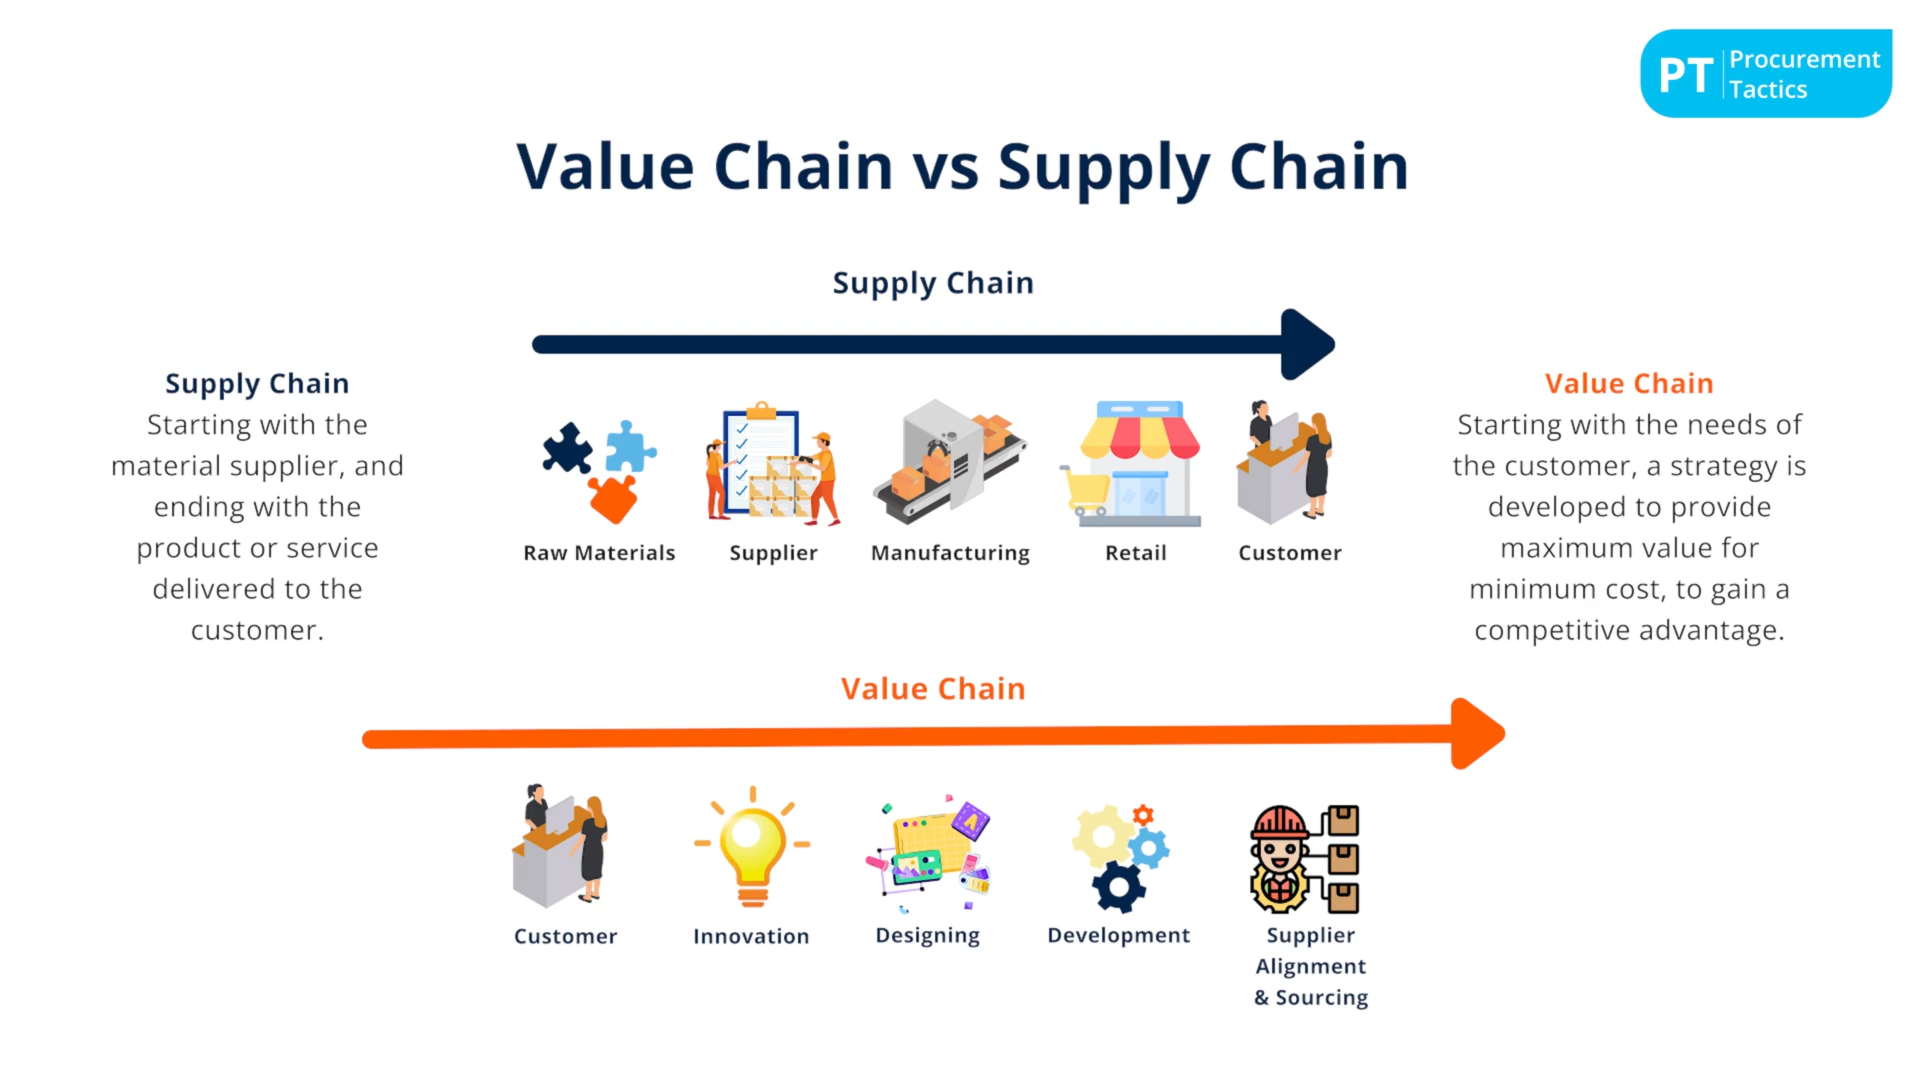 PT
Procurement
Tactics
Value Chain vs Supply Chain
Supply Chain
Supply Chain
Starting with the
material supplier, and
ending with the
product or service
delivered to the
customer.
Raw Materials
Supplier
Manufacturing
Retail
Customer
Value Chain
Starting with the needs of
the customer, a strategy is
developed to provide
maximum value for
minimum cost, to gain a
competitive advantage.
Value Chain
A
Customer
Innovation
Designing
Development
Supplier
Alignment
& Sourcing